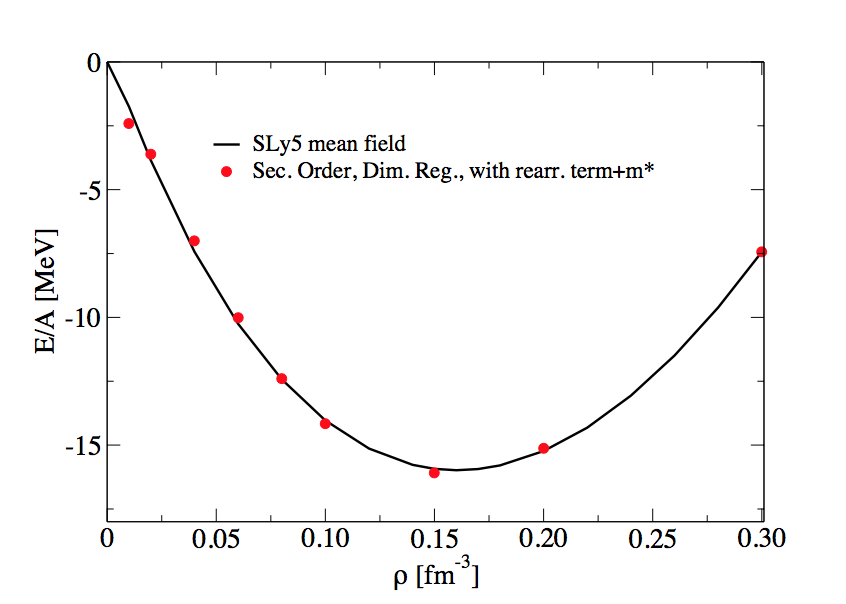 0
-5
-10
-15
E/A [MeV]
SLy5 mean field
Sec. Order, Dim. Reg., with rearr. term+m*
0 0.05 0.10 0.15 0.20 0.25 0.30
ρ [fm⁻³]